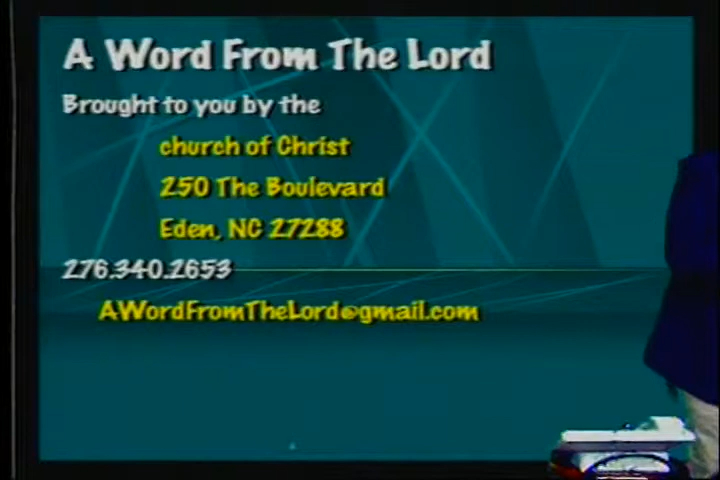 A Word From The Lord
Brought to you by the
church of Christ
250 The Boulevard
Eden, NC 27288
276.340.2653
AWordFromTheLord@gmail.com